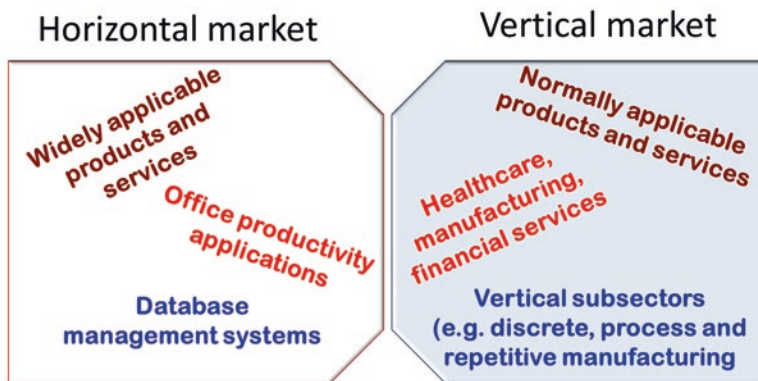 Horizontal market
Widely applicable
products and
services
Office productivity
applications
Database
management systems
Vertical market
Normally applicable
products and services
Healthcare,
manufacturing,
financial services
Vertical subsectors
(e.g. discrete, process and
repetitive manufacturing